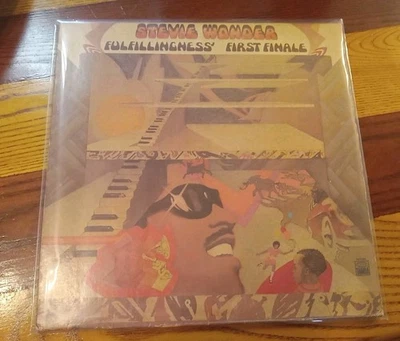 STEVIE WONDER
FULFILLINGNESS' FIRST FINALE